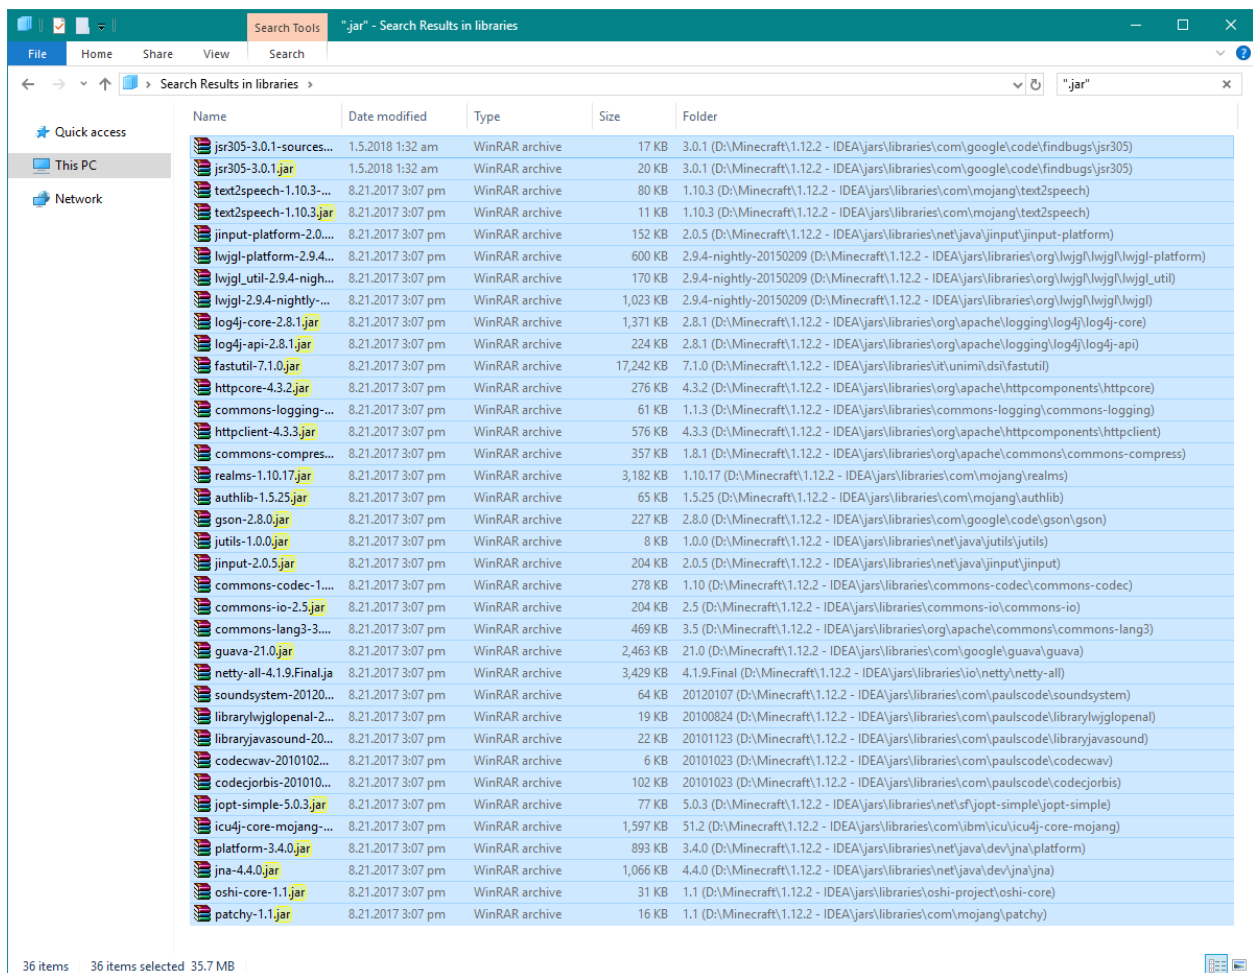 Search Tools ".jar" - Search Results in libraries
File Home Share View Search
Search Results in libraries ".jar"
Name Date modified Type Size Folder
Quick access
This PC
Network
jsr305-3.0.1-sources... 1.5.2018 1:32 am WinRAR archive 17 KB 3.0.1 (D:\Minecraft\1.12.2 - IDEA\jars\libraries\com\google\code\findbugs\jsr305)
jsr305-3.0.1.jar 1.5.2018 1:32 am WinRAR archive 20 KB 3.0.1 (D:\Minecraft\1.12.2 - IDEA\jars\libraries\com\google\code\findbugs\jsr305)
text2speech-1.10.3-... 8.21.2017 3:07 pm WinRAR archive 80 KB 1.10.3 (D:\Minecraft\1.12.2 - IDEA\jars\libraries\com\mojang\text2speech)
text2speech-1.10.3.jar 8.21.2017 3:07 pm WinRAR archive 11 KB 1.10.3 (D:\Minecraft\1.12.2 - IDEA\jars\libraries\com\mojang\text2speech)
jinput-platform-2.0.... 8.21.2017 3:07 pm WinRAR archive 152 KB 2.0.5 (D:\Minecraft\1.12.2 - IDEA\jars\libraries\net\java\jinput\jinput-platform)
lwjgl-platform-2.9.4... 8.21.2017 3:07 pm WinRAR archive 600 KB 2.9.4-nightly-20150209 (D:\Minecraft\1.12.2 - IDEA\jars\libraries\org\lwjgl\lwjgl\lwjgl-platform)
lwjgl_util-2.9.4-nigh... 8.21.2017 3:07 pm WinRAR archive 170 KB 2.9.4-nightly-20150209 (D:\Minecraft\1.12.2 - IDEA\jars\libraries\org\lwjgl\lwjgl\lwjgl_util)
lwjgl-2.9.4-nightly-... 8.21.2017 3:07 pm WinRAR archive 1,023 KB 2.9.4-nightly-20150209 (D:\Minecraft\1.12.2 - IDEA\jars\libraries\org\lwjgl\lwjgl\lwjgl)
log4j-core-2.8.1.jar 8.21.2017 3:07 pm WinRAR archive 1,371 KB 2.8.1 (D:\Minecraft\1.12.2 - IDEA\jars\libraries\org\apache\logging\log4j\log4j-core)
log4j-api-2.8.1.jar 8.21.2017 3:07 pm WinRAR archive 224 KB 2.8.1 (D:\Minecraft\1.12.2 - IDEA\jars\libraries\org\apache\logging\log4j\log4j-api)
fastutil-7.1.0.jar 8.21.2017 3:07 pm WinRAR archive 17,242 KB 7.1.0 (D:\Minecraft\1.12.2 - IDEA\jars\libraries\it\unimi\dsi\fastutil)
httpcore-4.3.2.jar 8.21.2017 3:07 pm WinRAR archive 276 KB 4.3.2 (D:\Minecraft\1.12.2 - IDEA\jars\libraries\org\apache\httpcomponents\httpcore)
commons-logging-... 8.21.2017 3:07 pm WinRAR archive 61 KB 1.1.3 (D:\Minecraft\1.12.2 - IDEA\jars\libraries\commons-logging\commons-logging)
httpclient-4.3.3.jar 8.21.2017 3:07 pm WinRAR archive 576 KB 4.3.3 (D:\Minecraft\1.12.2 - IDEA\jars\libraries\org\apache\httpcomponents\httpclient)
commons-compres... 8.21.2017 3:07 pm WinRAR archive 357 KB 1.8.1 (D:\Minecraft\1.12.2 - IDEA\jars\libraries\org\apache\commons\commons-compress)
realms-1.10.17.jar 8.21.2017 3:07 pm WinRAR archive 3,182 KB 1.10.17 (D:\Minecraft\1.12.2 - IDEA\jars\libraries\com\mojang\realms)
authlib-1.5.25.jar 8.21.2017 3:07 pm WinRAR archive 65 KB 1.5.25 (D:\Minecraft\1.12.2 - IDEA\jars\libraries\com\mojang\authlib)
gson-2.8.0.jar 8.21.2017 3:07 pm WinRAR archive 227 KB 2.8.0 (D:\Minecraft\1.12.2 - IDEA\jars\libraries\com\google\code\gson\gson)
jutils-1.0.0.jar 8.21.2017 3:07 pm WinRAR archive 8 KB 1.0.0 (D:\Minecraft\1.12.2 - IDEA\jars\libraries\net\java\jutils\jutils)
jinput-2.0.5.jar 8.21.2017 3:07 pm WinRAR archive 204 KB 2.0.5 (D:\Minecraft\1.12.2 - IDEA\jars\libraries\net\java\jinput\jinput)
commons-codec-1.... 8.21.2017 3:07 pm WinRAR archive 278 KB 1.10 (D:\Minecraft\1.12.2 - IDEA\jars\libraries\commons-codec\commons-codec)
commons-io-2.5.jar 8.21.2017 3:07 pm WinRAR archive 204 KB 2.5 (D:\Minecraft\1.12.2 - IDEA\jars\libraries\commons-io\commons-io)
commons-lang3-3.... 8.21.2017 3:07 pm WinRAR archive 469 KB 3.5 (D:\Minecraft\1.12.2 - IDEA\jars\libraries\org\apache\commons\commons-lang3)
guava-21.0.jar 8.21.2017 3:07 pm WinRAR archive 2,463 KB 21.0 (D:\Minecraft\1.12.2 - IDEA\jars\libraries\com\google\guava\guava)
netty-all-4.1.9.Final.ja 8.21.2017 3:07 pm WinRAR archive 3,429 KB 4.1.9.Final (D:\Minecraft\1.12.2 - IDEA\jars\libraries\io\netty\netty-all)
soundsystem-20120... 8.21.2017 3:07 pm WinRAR archive 64 KB 20120107 (D:\Minecraft\1.12.2 - IDEA\jars\libraries\com\paulscode\soundsystem)
librarylwjglopenal-2... 8.21.2017 3:07 pm WinRAR archive 19 KB 20100824 (D:\Minecraft\1.12.2 - IDEA\jars\libraries\com\paulscode\librarylwjglopenal)
libraryjavasound-20... 8.21.2017 3:07 pm WinRAR archive 22 KB 20101123 (D:\Minecraft\1.12.2 - IDEA\jars\libraries\com\paulscode\libraryjavasound)
codecwav-2010102... 8.21.2017 3:07 pm WinRAR archive 6 KB 20101023 (D:\Minecraft\1.12.2 - IDEA\jars\libraries\com\paulscode\codecwav)
codecjorbis-201010... 8.21.2017 3:07 pm WinRAR archive 102 KB 20101023 (D:\Minecraft\1.12.2 - IDEA\jars\libraries\com\paulscode\codecjorbis)
jopt-simple-5.0.3.jar 8.21.2017 3:07 pm WinRAR archive 77 KB 5.0.3 (D:\Minecraft\1.12.2 - IDEA\jars\libraries\net\sf\jopt-simple\jopt-simple)
icu4j-core-mojang-... 8.21.2017 3:07 pm WinRAR archive 1,597 KB 51.2 (D:\Minecraft\1.12.2 - IDEA\jars\libraries\com\ibm\icu\icu4j-core-mojang)
platform-3.4.0.jar 8.21.2017 3:07 pm WinRAR archive 893 KB 3.4.0 (D:\Minecraft\1.12.2 - IDEA\jars\libraries\net\java\dev\jna\platform)
jna-4.4.0.jar 8.21.2017 3:07 pm WinRAR archive 1,066 KB 4.4.0 (D:\Minecraft\1.12.2 - IDEA\jars\libraries\net\java\dev\jna\jna)
oshi-core-1.1.jar 8.21.2017 3:07 pm WinRAR archive 31 KB 1.1 (D:\Minecraft\1.12.2 - IDEA\jars\libraries\oshi-project\oshi-core)
patchy-1.1.jar 8.21.2017 3:07 pm WinRAR archive 16 KB 1.1 (D:\Minecraft\1.12.2 - IDEA\jars\libraries\com\mojang\patchy)
36 items 36 items selected 35.7 MB